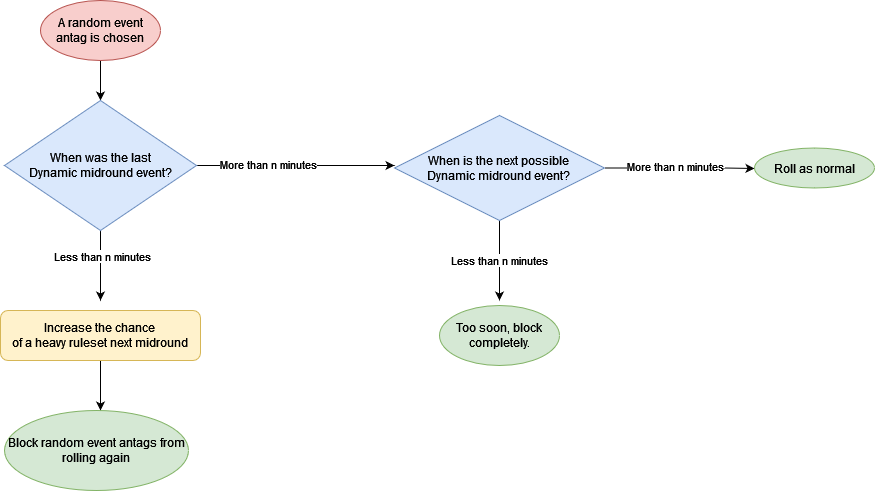 A random event
antag is chosen
When was the last
Dynamic midround event?
More than n minutes
When is the next possible
Dynamic midround event?
More than n minutes
Roll as normal
Less than n minutes
Less than n minutes
Increase the chance
of a heavy ruleset next midround
Too soon, block
completely.
Block random event antags from
rolling again